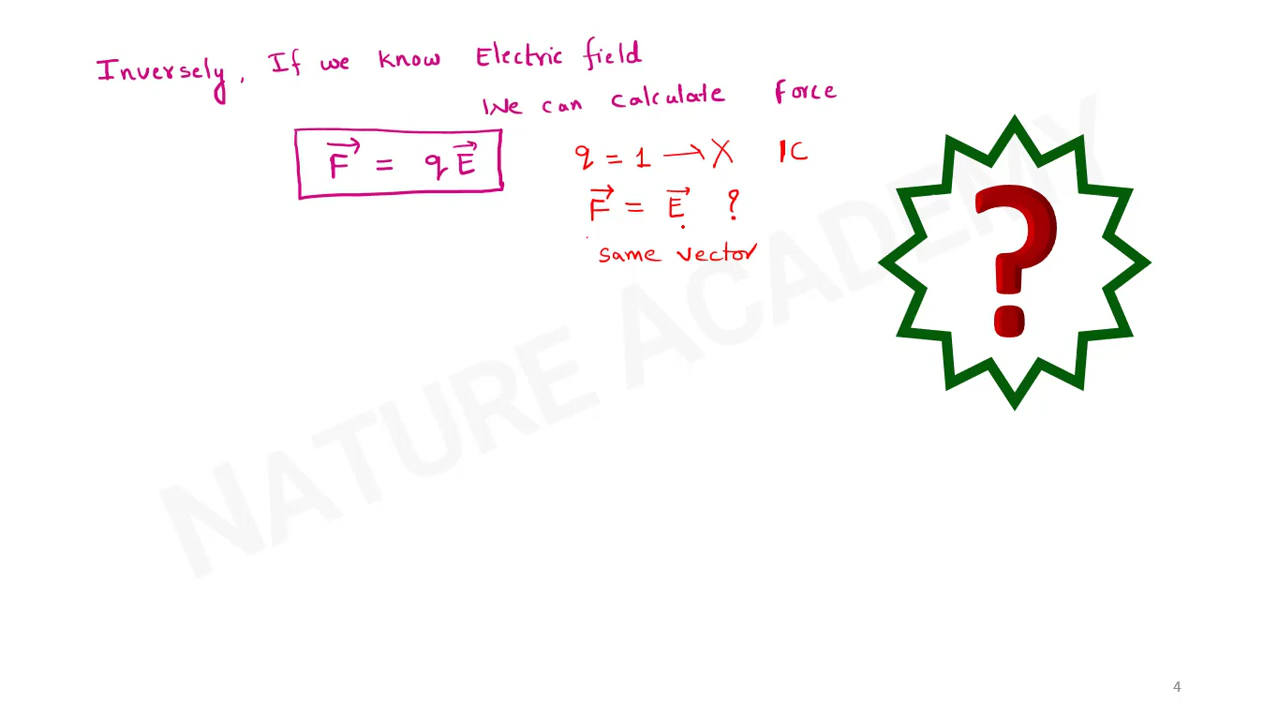 Inversely, If we know Electric field
We can calculate Force
F⃗ = qE⃗
q = 1 → X 1C
F⃗ = E⃗ ?
same vector
?
NATURE ACADEMY
4